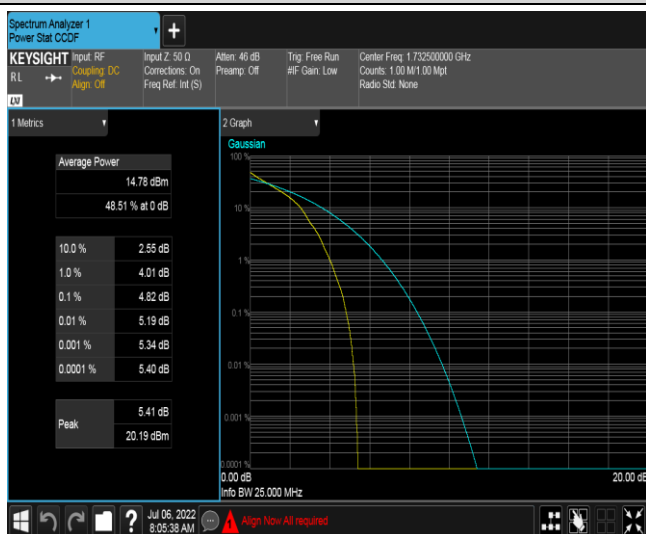 Spectrum Analyzer 1
Power Stat CCDF
+
KEYSIGHT
RL
LXI
Input: RF
Coupling: DC
Align: Off
Input Z: 50 Ω
Corrections: On
Freq Ref: Int (S)
Atten: 46 dB
Preamp: Off
Trig: Free Run
#IF Gain: Low
Center Freq: 1.732500000 GHz
Counts: 1.00 M/1.00 Mpt
Radio Std: None
1 Metrics
Average Power
14.78 dBm
48.51 % at 0 dB
10.0 % 2.55 dB
1.0 % 4.01 dB
0.1 % 4.82 dB
0.01 % 5.19 dB
0.001 % 5.34 dB
0.0001 % 5.40 dB
Peak
5.41 dB
20.19 dBm
2 Graph
Gaussian
100 %
10 %
1 %
0.1 %
0.01 %
0.001 %
0.0001 %
0.00 dB
20.00 dB
Info BW 25.000 MHz
?
Jul 06, 2022
8:05:38 AM
Align Now All required